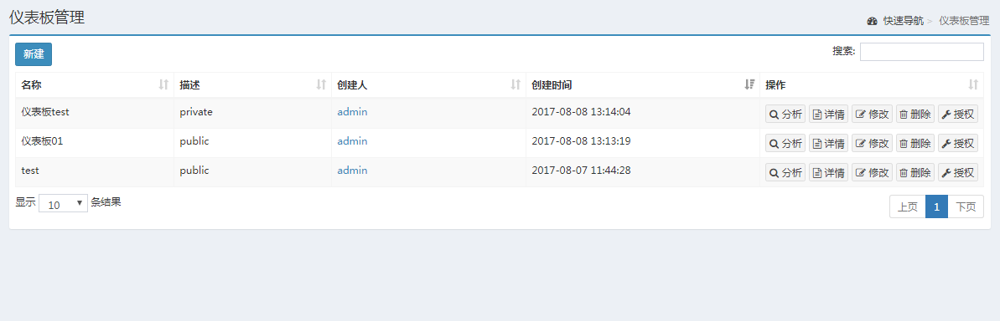 仪表板管理
快速导航 > 仪表板管理
新建
搜索:
名称 描述 创建人 创建时间 操作
仪表板test private admin 2017-08-08 13:14:04 分析 详情 修改 删除 授权
仪表板01 public admin 2017-08-08 13:13:19 分析 详情 修改 删除 授权
test public admin 2017-08-07 11:44:28 分析 详情 修改 删除 授权
显示 10 条结果
上页 1 下页